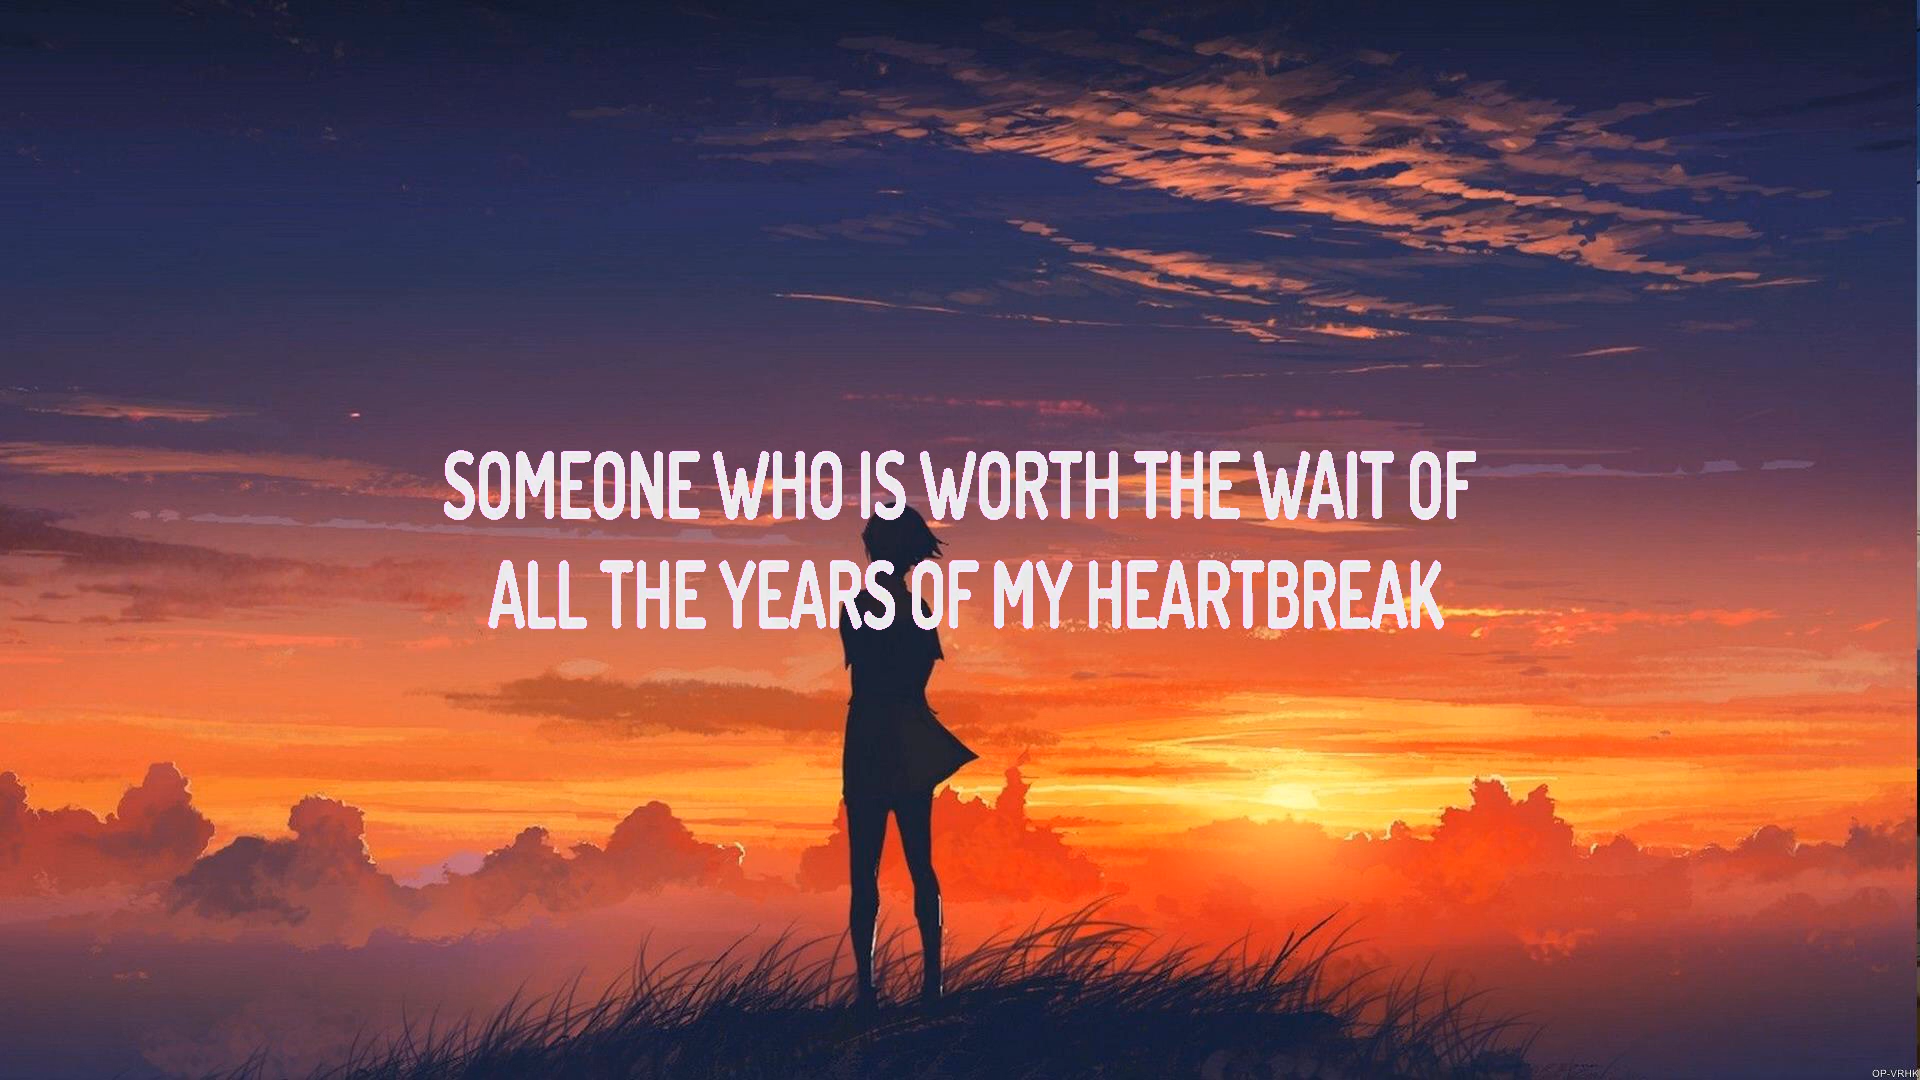 SOMEONE WHO IS WORTH THE WAIT OF
ALL THE YEARS OF MY HEARTBREAK
OP-VRHK